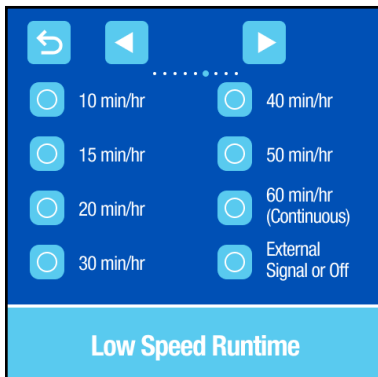 10 min/hr
40 min/hr
15 min/hr
50 min/hr
20 min/hr
60 min/hr
(Continuous)
30 min/hr
External
Signal or Off
Low Speed Runtime